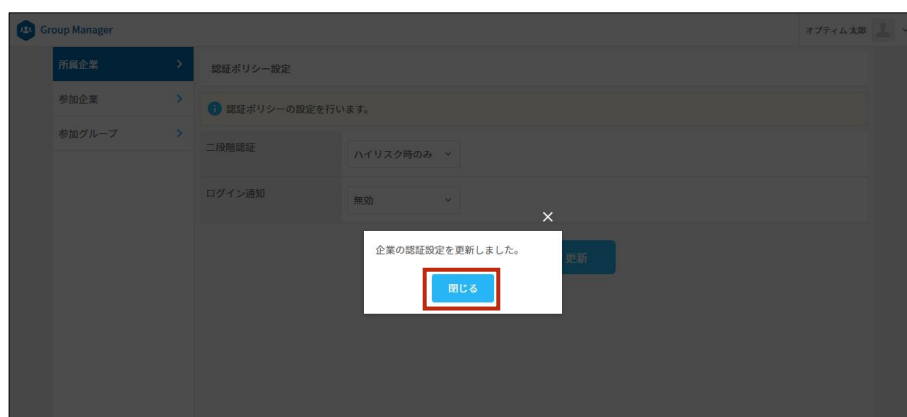 Group Manager
オプティム太郎
所属企業
参加企業
参加グループ
認証ポリシー設定
認証ポリシーの設定を行います。
二段階認証
ハイリスク時のみ
ログイン通知
無効
企業の認証設定を更新しました。
閉じる
更新